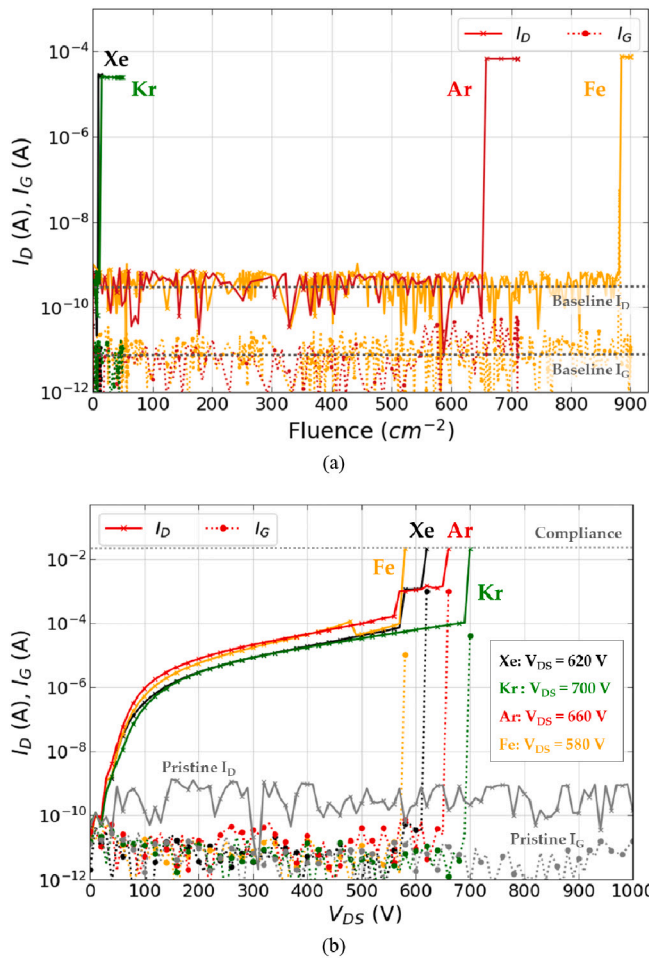 I_D I_G
Xe
Kr
Ar
Fe
10^−4
10^−6
10^−8
10^−10
10^−12
I_D (A), I_G (A)
Baseline I_D
Baseline I_G
0 100 200 300 400 500 600 700 800 900
Fluence (cm^−2)
(a)
I_D I_G
Xe
Ar
Compliance
Fe
Kr
10^−2
10^−4
10^−6
10^−8
10^−10
10^−12
I_D (A), I_G (A)
Xe: V_DS = 620 V
Kr: V_DS = 700 V
Ar: V_DS = 660 V
Fe: V_DS = 580 V
Pristine I_D
Pristine I_G
0 100 200 300 400 500 600 700 800 900 1000
V_DS (V)
(b)